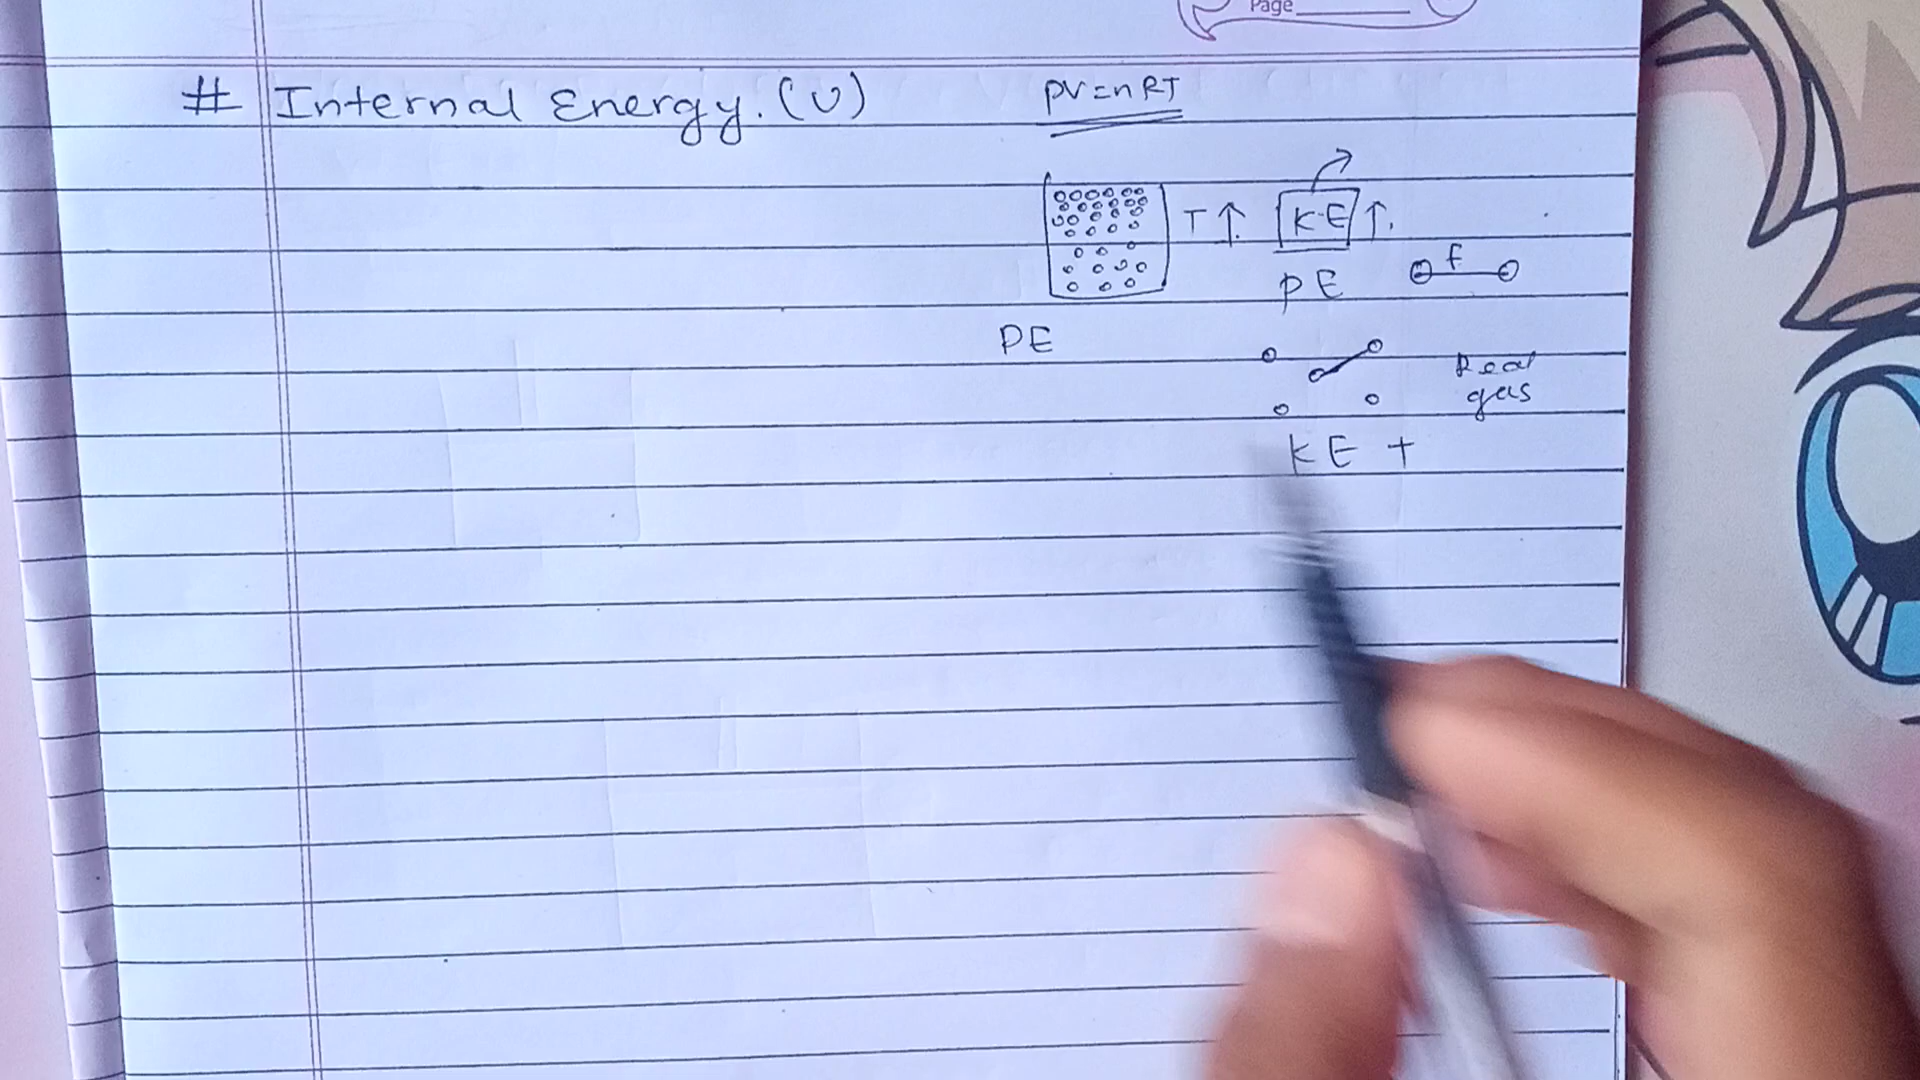 Page
# Internal Energy. (U)
PV=nRT
T↑ K·E ↑.
PE
f
PE
Real
gas
KE +